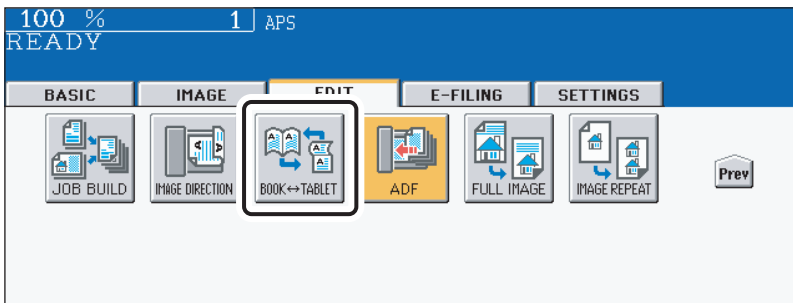 100 % 1 APS
READY
BASIC IMAGE EDIT E-FILING SETTINGS
JOB BUILD IMAGE DIRECTION BOOK↔TABLET ADF FULL IMAGE IMAGE REPEAT Prev